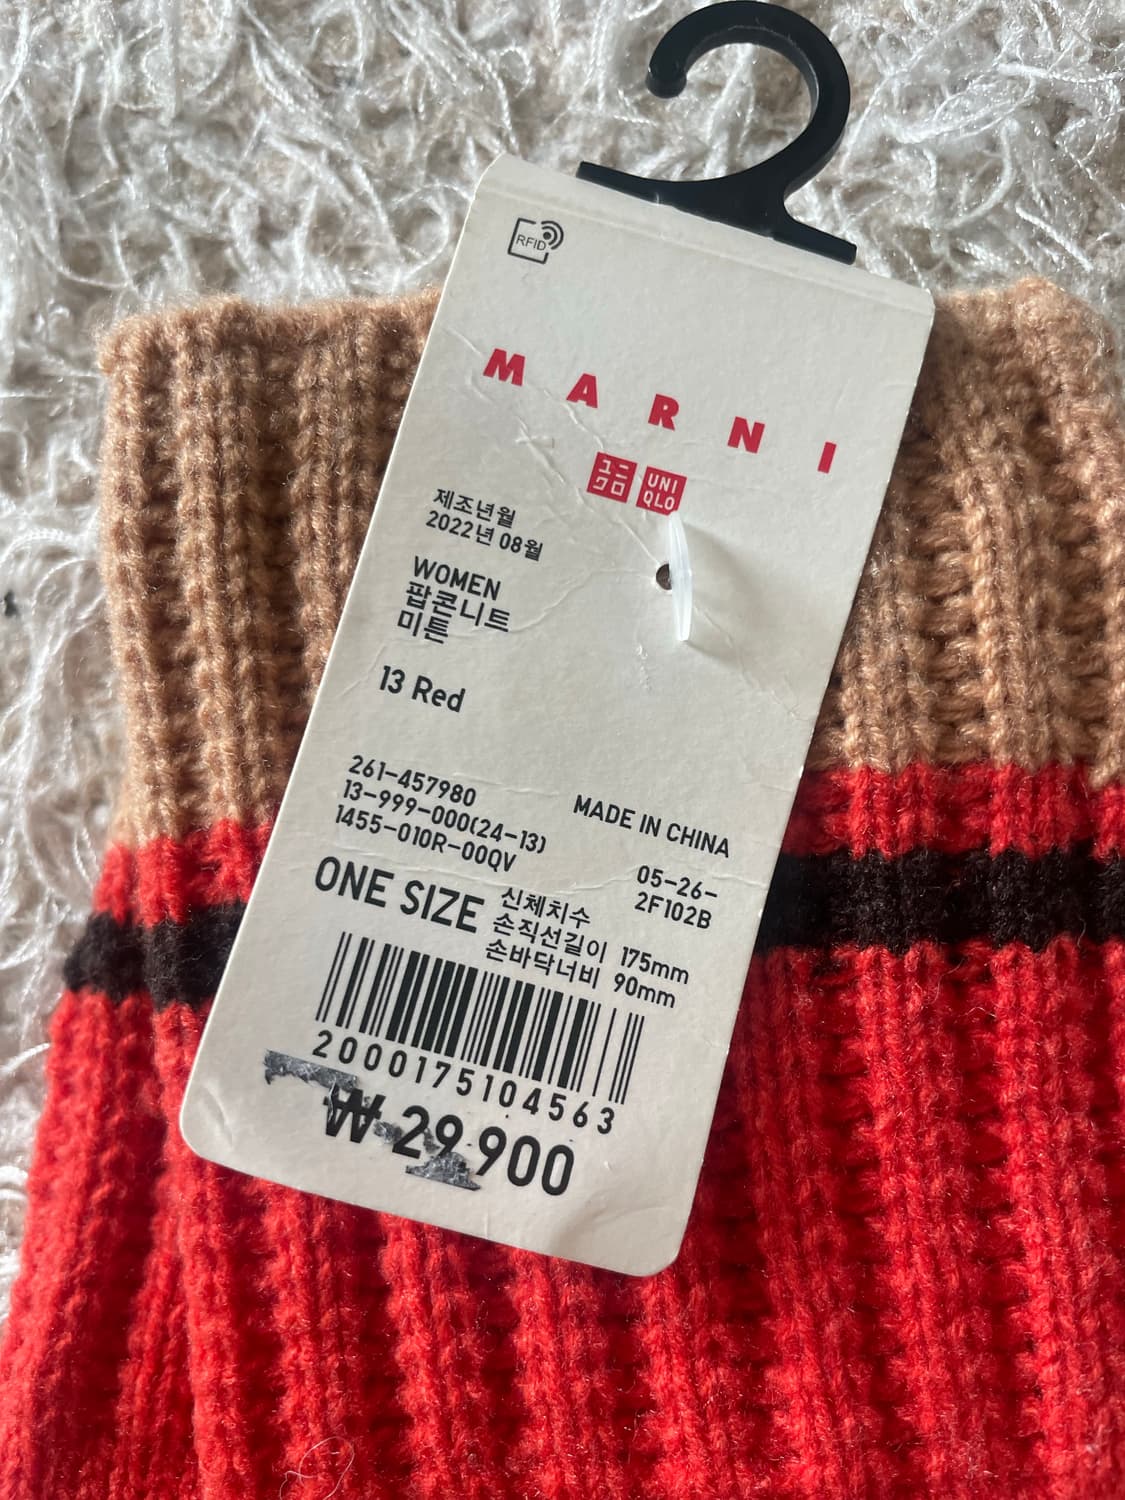 RFID
MARNI
ユニ
クロ
UNI
QLO
제조년월
2022년 08월
WOMEN
팝콘니트
미튼
13 Red
261-457980
13-999-000(24-13)
1455-010R-00QV
MADE IN CHINA
05-26-
2F102B
ONE SIZE
신체치수
손직선길이 175mm
손바닥너비 90mm
2000175104563
₩ 29,900